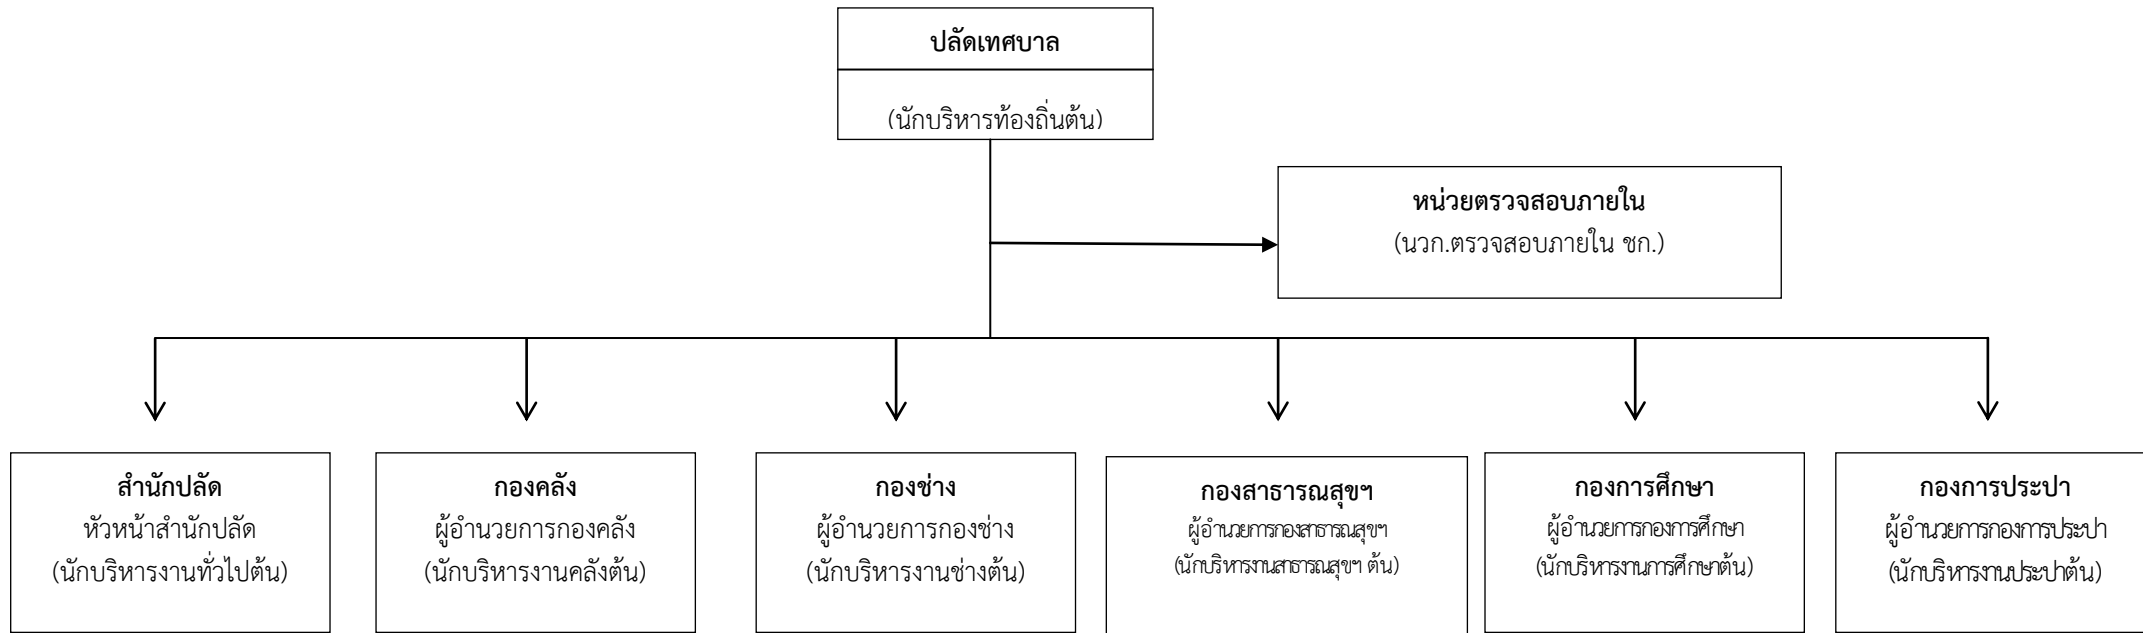 ปลัดเทศบาล
(นักบริหารท้องถิ่นต้น)
หน่วยตรวจสอบภายใน
(นวก.ตรวจสอบภายใน ชก.)
สำนักปลัด
หัวหน้าสำนักปลัด
(นักบริหารงานทั่วไปต้น)
กองคลัง
ผู้อำนวยการกองคลัง
(นักบริหารงานคลังต้น)
กองช่าง
ผู้อำนวยการกองช่าง
(นักบริหารงานช่างต้น)
กองสาธารณสุขฯ
ผู้อำนวยการกองสาธารณสุขฯ
(นักบริหารงานสาธารณสุขฯ ต้น)
กองการศึกษา
ผู้อำนวยการกองการศึกษา
(นักบริหารงานการศึกษาต้น)
กองการประปา
ผู้อำนวยการกองการประปา
(นักบริหารงานประปาต้น)